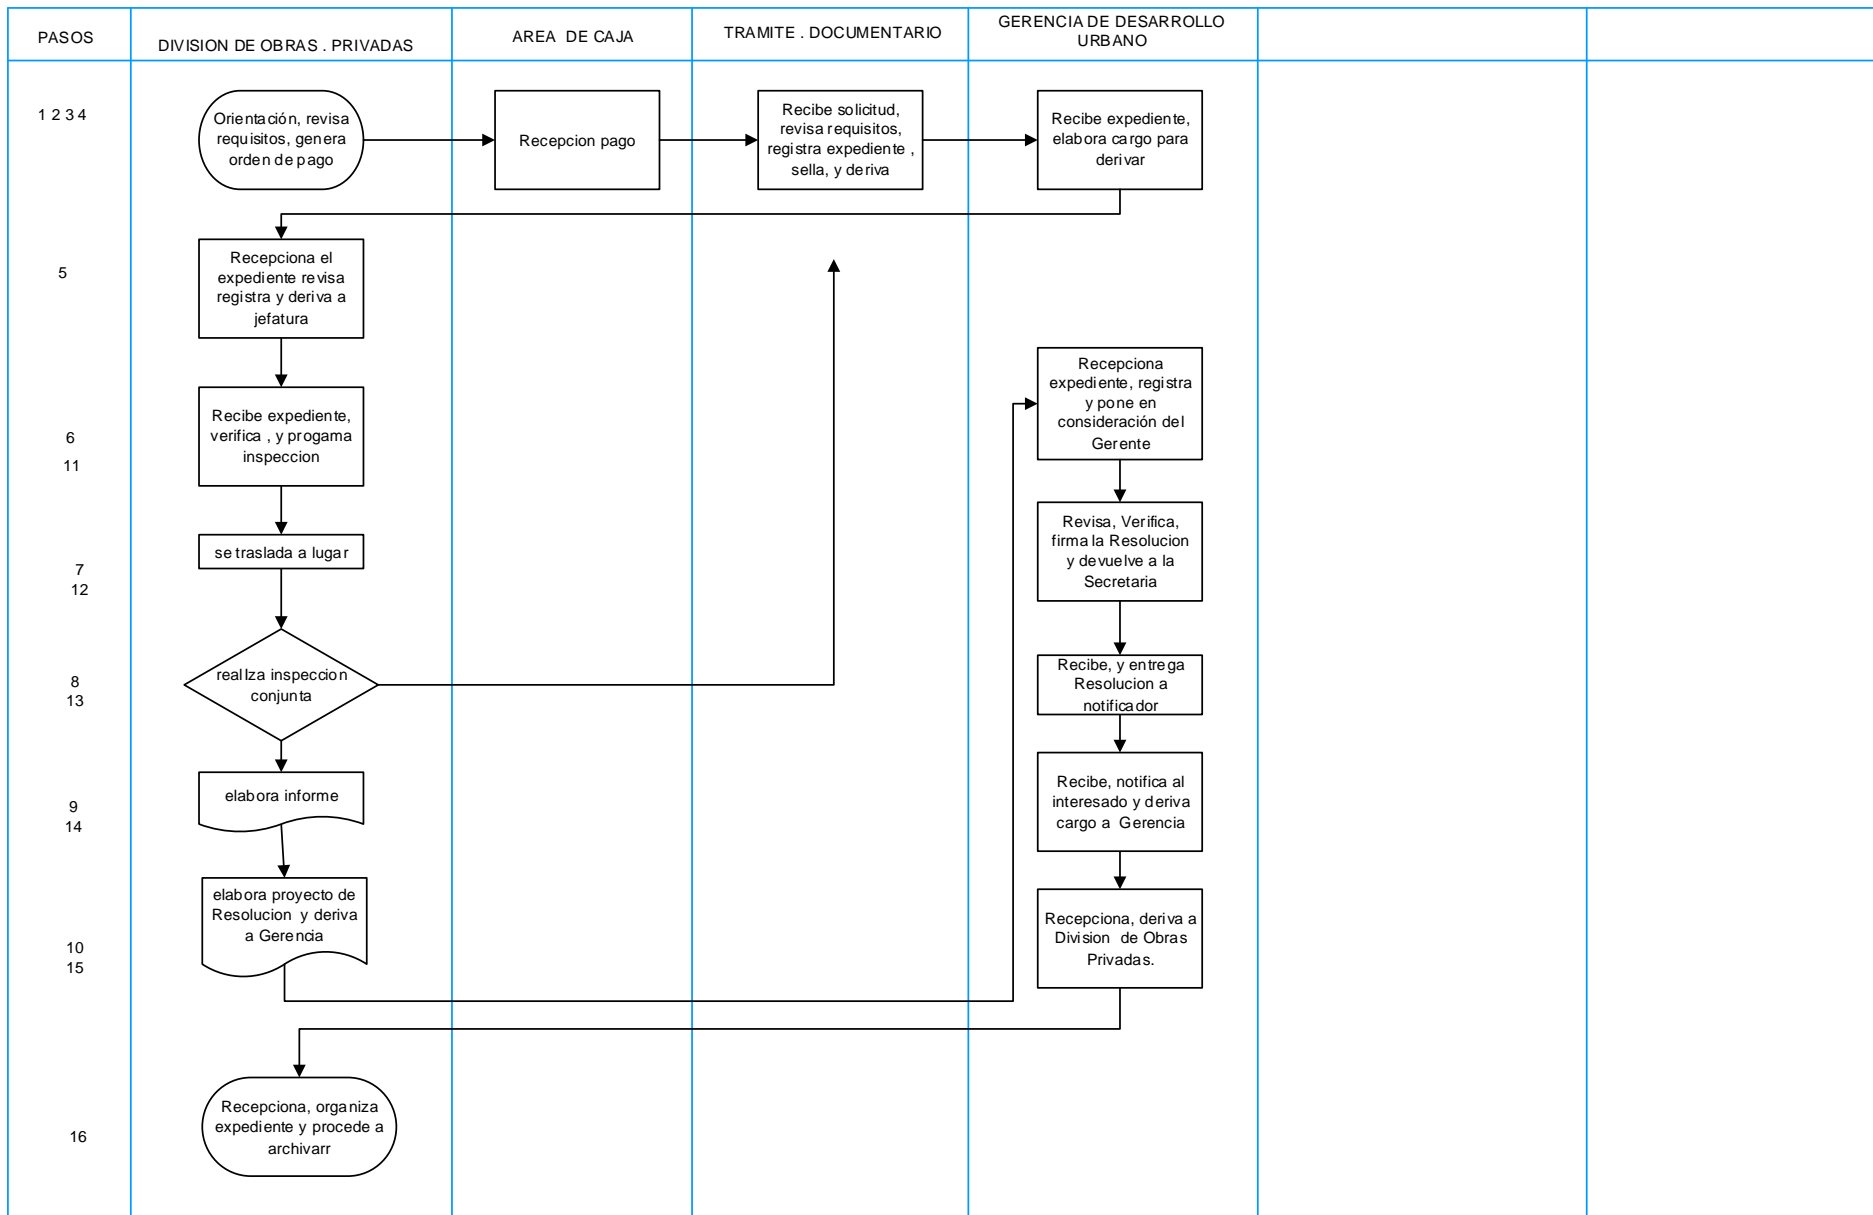 PASOS
DIVISION DE OBRAS . PRIVADAS
AREA DE CAJA
TRAMITE . DOCUMENTARIO
GERENCIA DE DESARROLLO
URBANO
1 2 3 4
Orientación, revisa
requisitos, genera
orden de pago
Recepcion pago
Recibe solicitud,
revisa requisitos,
registra expediente ,
sella, y deriva
Recibe expediente,
elabora cargo para
derivar
5
Recepciona el
expediente revisa
registra y deriva a
jefatura
6
11
Recibe expediente,
verifica , y progama
inspeccion
Recepciona
expediente, registra
y pone en
consideración del
Gerente
7
12
se traslada a lugar
Revisa, Verifica,
firma la Resolucion
y devuelve a la
Secretaria
8
13
realIza inspeccion
conjunta
Recibe, y entrega
Resolucion a
notificador
9
14
elabora informe
Recibe, notifica al
interesado y deriva
cargo a Gerencia
10
15
elabora proyecto de
Resolucion y deriva
a Gerencia
Recepciona, deriva a
Division de Obras
Privadas.
16
Recepciona, organiza
expediente y procede a
archivarr